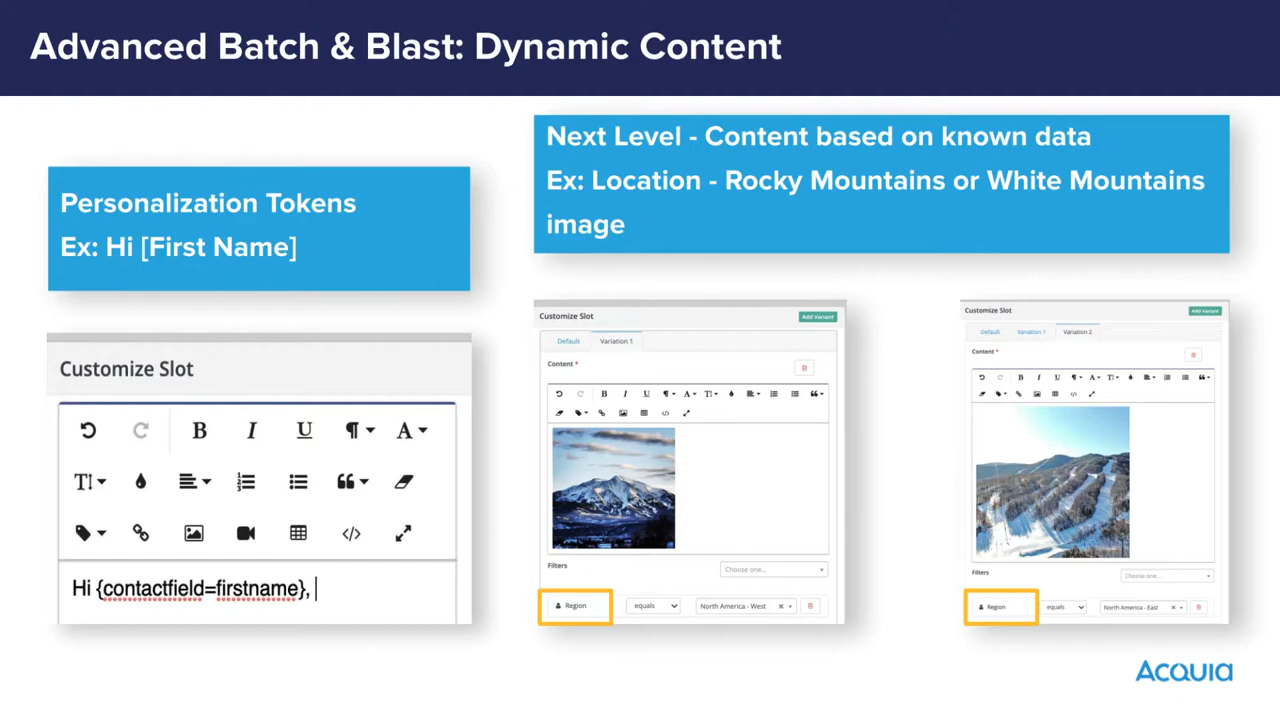 Advanced Batch & Blast: Dynamic Content
Personalization Tokens
Ex: Hi [First Name]
Next Level - Content based on known data
Ex: Location - Rocky Mountains or White Mountains
image
Customize Slot
Hi {contactfield=firstname},
Customize Slot
Add Variant
Default Variation 1
Content *
Filters
Choose one...
Region equals North America - West
Customize Slot
Add Variant
Default Variation 1 Variation 2
Content *
Filters
Choose one...
Region equals North America - East
Acquia